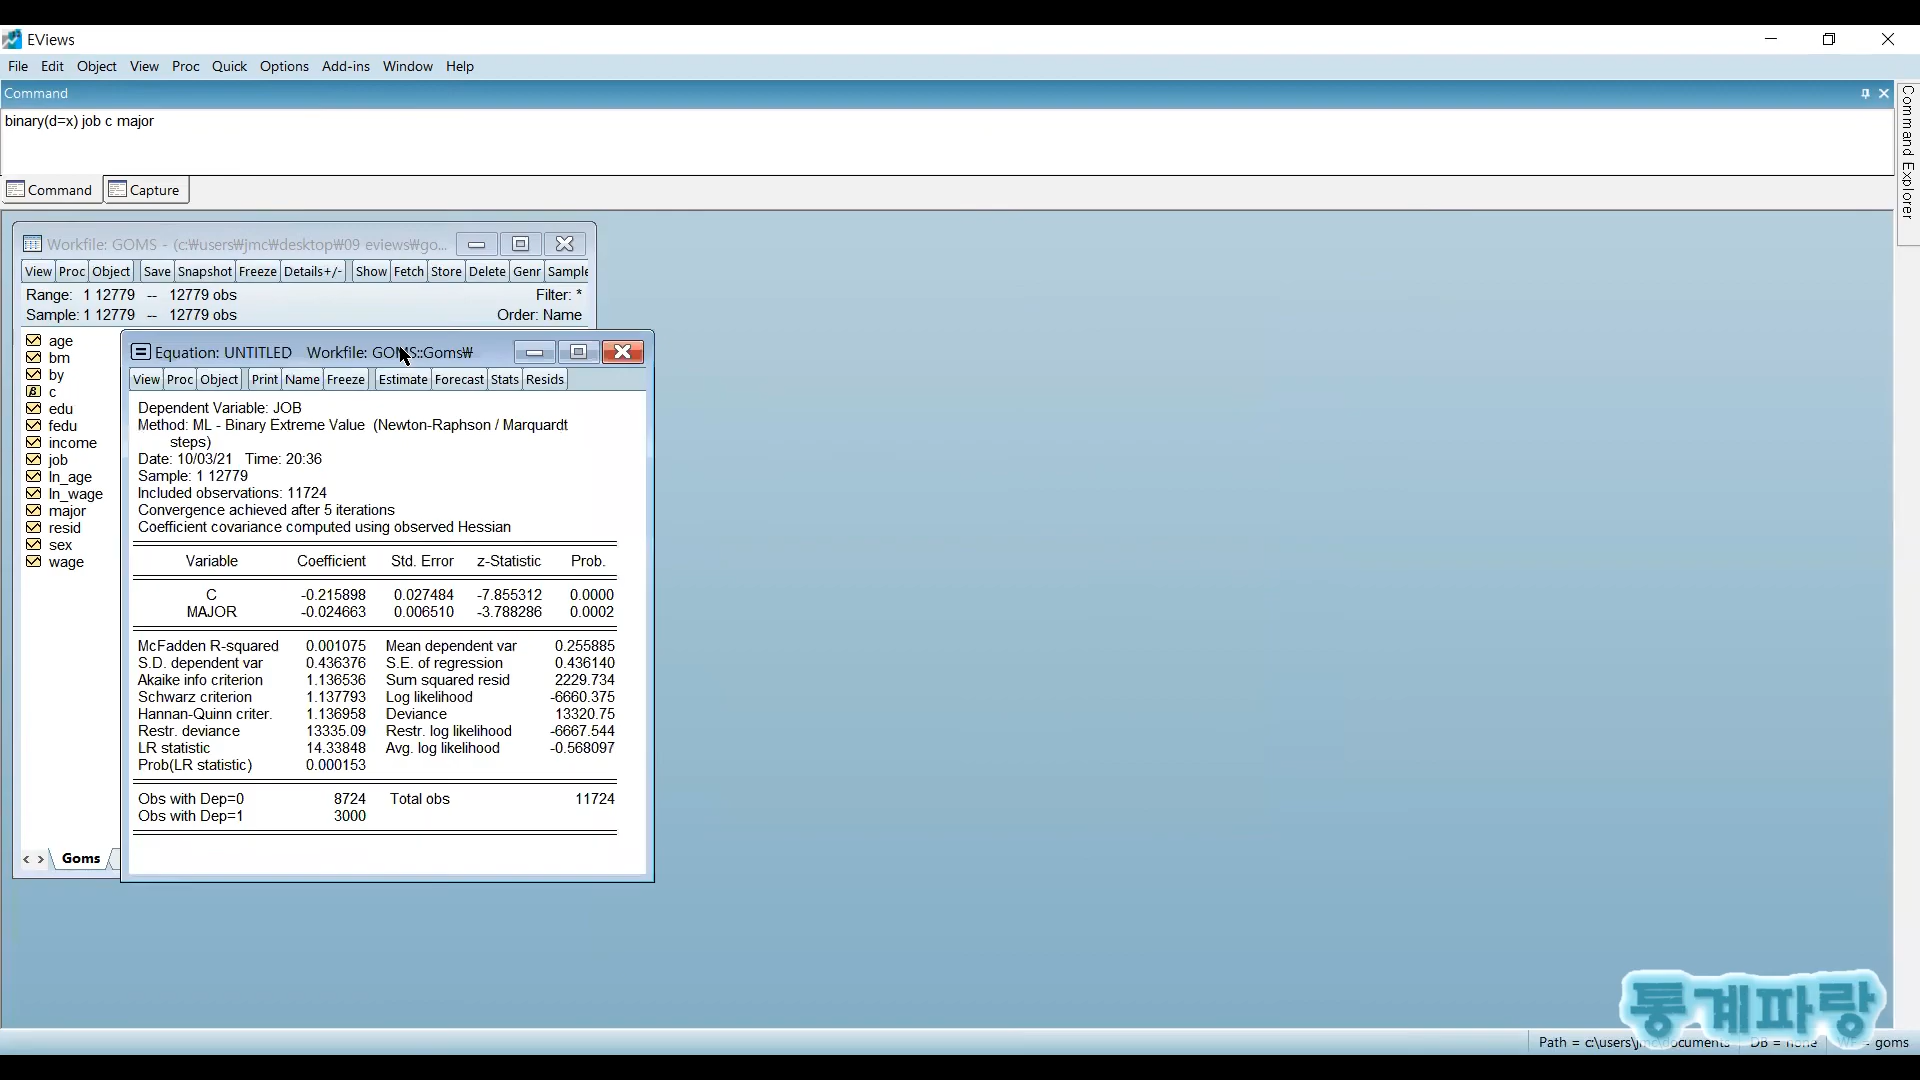 EViews
File Edit Object View Proc Quick Options Add-ins Window Help
Command
binary(d=x) job c major
Command Capture
Command Explorer
Workfile: GOMS - (c:\users\jmc\desktop\09 eviews\go...
View Proc Object Save Snapshot Freeze Details+/- Show Fetch Store Delete Genr Sample
Range: 1 12779 -- 12779 obs Filter: *
Sample: 1 12779 -- 12779 obs Order: Name
age
bm
by
c
edu
fedu
income
job
ln_age
ln_wage
major
resid
sex
wage
Goms
Equation: UNTITLED Workfile: GOMS::Goms\
View Proc Object Print Name Freeze Estimate Forecast Stats Resids
Dependent Variable: JOB
Method: ML - Binary Extreme Value (Newton-Raphson / Marquardt
steps)
Date: 10/03/21 Time: 20:36
Sample: 1 12779
Included observations: 11724
Convergence achieved after 5 iterations
Coefficient covariance computed using observed Hessian
Variable Coefficient Std. Error z-Statistic Prob.
C -0.215898 0.027484 -7.855312 0.0000
MAJOR -0.024663 0.006510 -3.788286 0.0002
McFadden R-squared 0.001075 Mean dependent var 0.255885
S.D. dependent var 0.436376 S.E. of regression 0.436140
Akaike info criterion 1.136536 Sum squared resid 2229.734
Schwarz criterion 1.137793 Log likelihood -6660.375
Hannan-Quinn criter. 1.136958 Deviance 13320.75
Restr. deviance 13335.09 Restr. log likelihood -6667.544
LR statistic 14.33848 Avg. log likelihood -0.568097
Prob(LR statistic) 0.000153
Obs with Dep=0 8724 Total obs 11724
Obs with Dep=1 3000
통계파랑
Path = c:\users\jmc\documents DB = none = goms